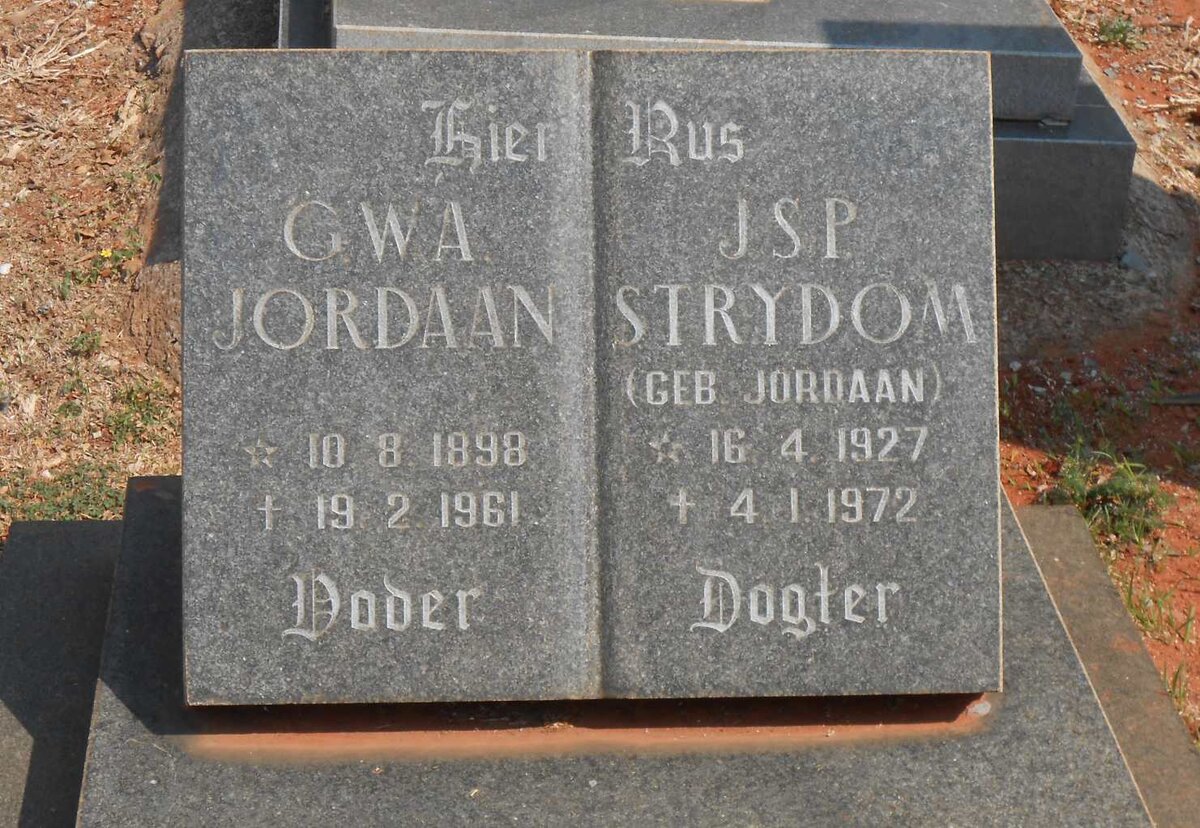 Hier Rus
G.W.A.
JORDAAN
10 8 1898
† 19 2 1961
Voder
J.S.P.
STRYDOM
(GEB JORDAAN)
16 4 1927
† 4 1 1972
Dogter